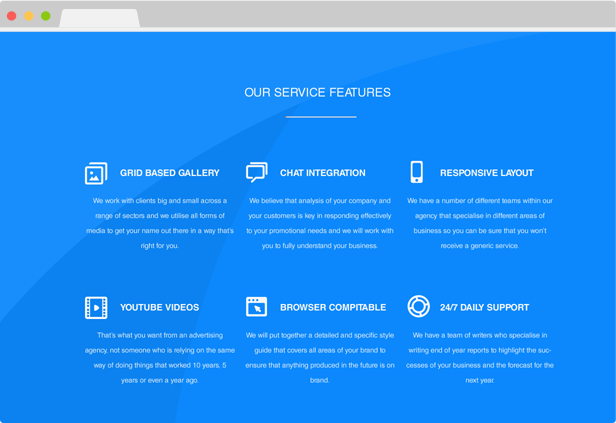 OUR SERVICE FEATURES
GRID BASED GALLERY
We work with clients big and small across a
range of sectors and we utilise all forms of
media to get your name out there in a way that's
right for you.
CHAT INTEGRATION
We believe that analysis of your company and
your customers is key in responding effectively
to your promotional needs and we will work with
you to fully understand your business.
RESPONSIVE LAYOUT
We have a number of different teams within our
agency that specialise in different areas of
business so you can be sure that you won't
receive a generic service.
YOUTUBE VIDEOS
That's what you want from an advertising
agency, not someone who is relying on the same
way of doing things that worked 10 years, 5
years or even a year ago.
BROWSER COMPITABLE
We will put together a detailed and specific style
guide that covers all areas of your brand to
ensure that anything produced in the future is on
brand.
24/7 DAILY SUPPORT
We have a team of writers who specialise in
writing end of year reports to highlight the suc-
cesses of your business and the forecast for the
next year.